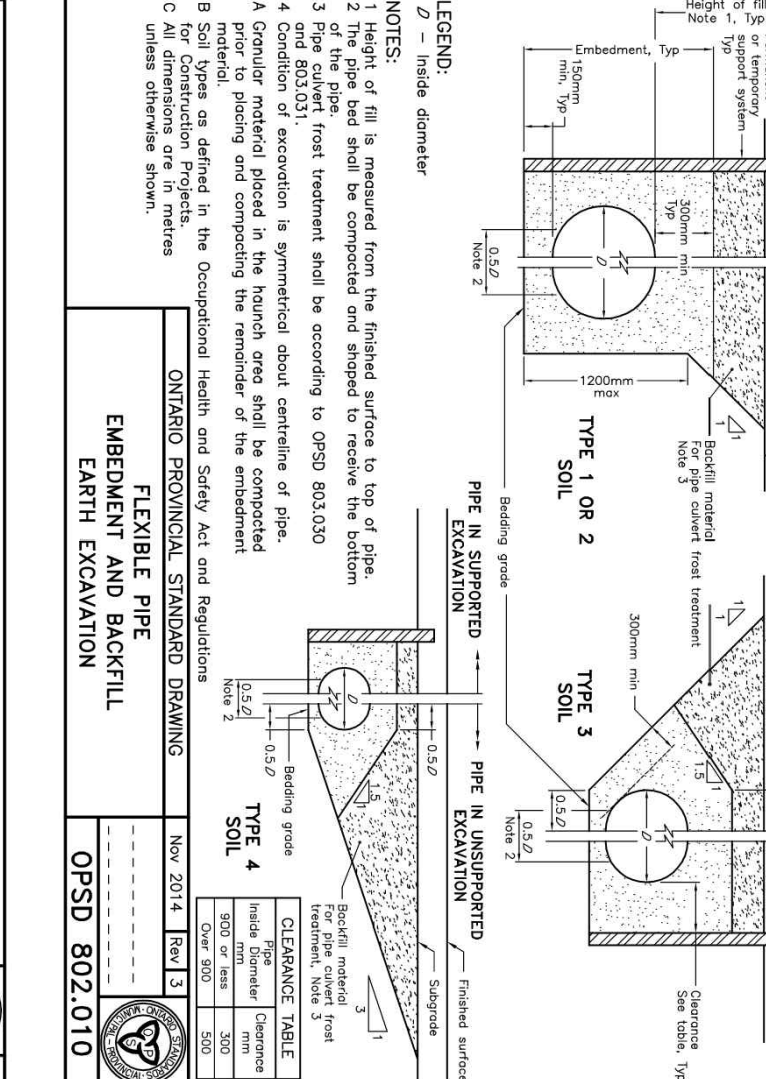 Height of fill
Note 1, Typ
or temporary
support system
Typ
Embedment, Typ
150mm
min, Typ
300mm min
Typ
D
0.5D
Note 2
1200mm
max
1
1
TYPE 1 OR 2
SOIL
Backfill material
For pipe culvert frost treatment
Note 3
1
1
300mm min
TYPE 3
SOIL
1.5
1
0.5D
0.5D
Note 2
D
Clearance
See table, Typ
Bedding grade
PIPE IN SUPPORTED
EXCAVATION
PIPE IN UNSUPPORTED
EXCAVATION
Finished surface
Subgrade
D
0.5D
0.5D
Note 2
0.5D
Bedding grade
1.5
1
TYPE 4
SOIL
Backfill material
For pipe culvert frost
treatment, Note 3
3
1
LEGEND:
D – Inside diameter
NOTES:
1 Height of fill is measured from the finished surface to top of pipe.
2 The pipe bed shall be compacted and shaped to receive the bottom
of the pipe.
3 Pipe culvert frost treatment shall be according to OPSD 803.030
and 803.031.
4 Condition of excavation is symmetrical about centreline of pipe.
A Granular material placed in the haunch area shall be compacted
prior to placing and compacting the remainder of the embedment
material.
B Soil types as defined in the Occupational Health and Safety Act and Regulations
for Construction Projects.
C All dimensions are in metres
unless otherwise shown.
CLEARANCE TABLE
Pipe
Inside Diameter
mm
Clearance
mm
900 or less 300
Over 900 500
ONTARIO PROVINCIAL STANDARD DRAWING
Nov 2014 Rev 3
FLEXIBLE PIPE
EMBEDMENT AND BACKFILL
EARTH EXCAVATION
OPSD 802.010
ONTARIO
MUNICIPAL – PROVINCIAL
OPS